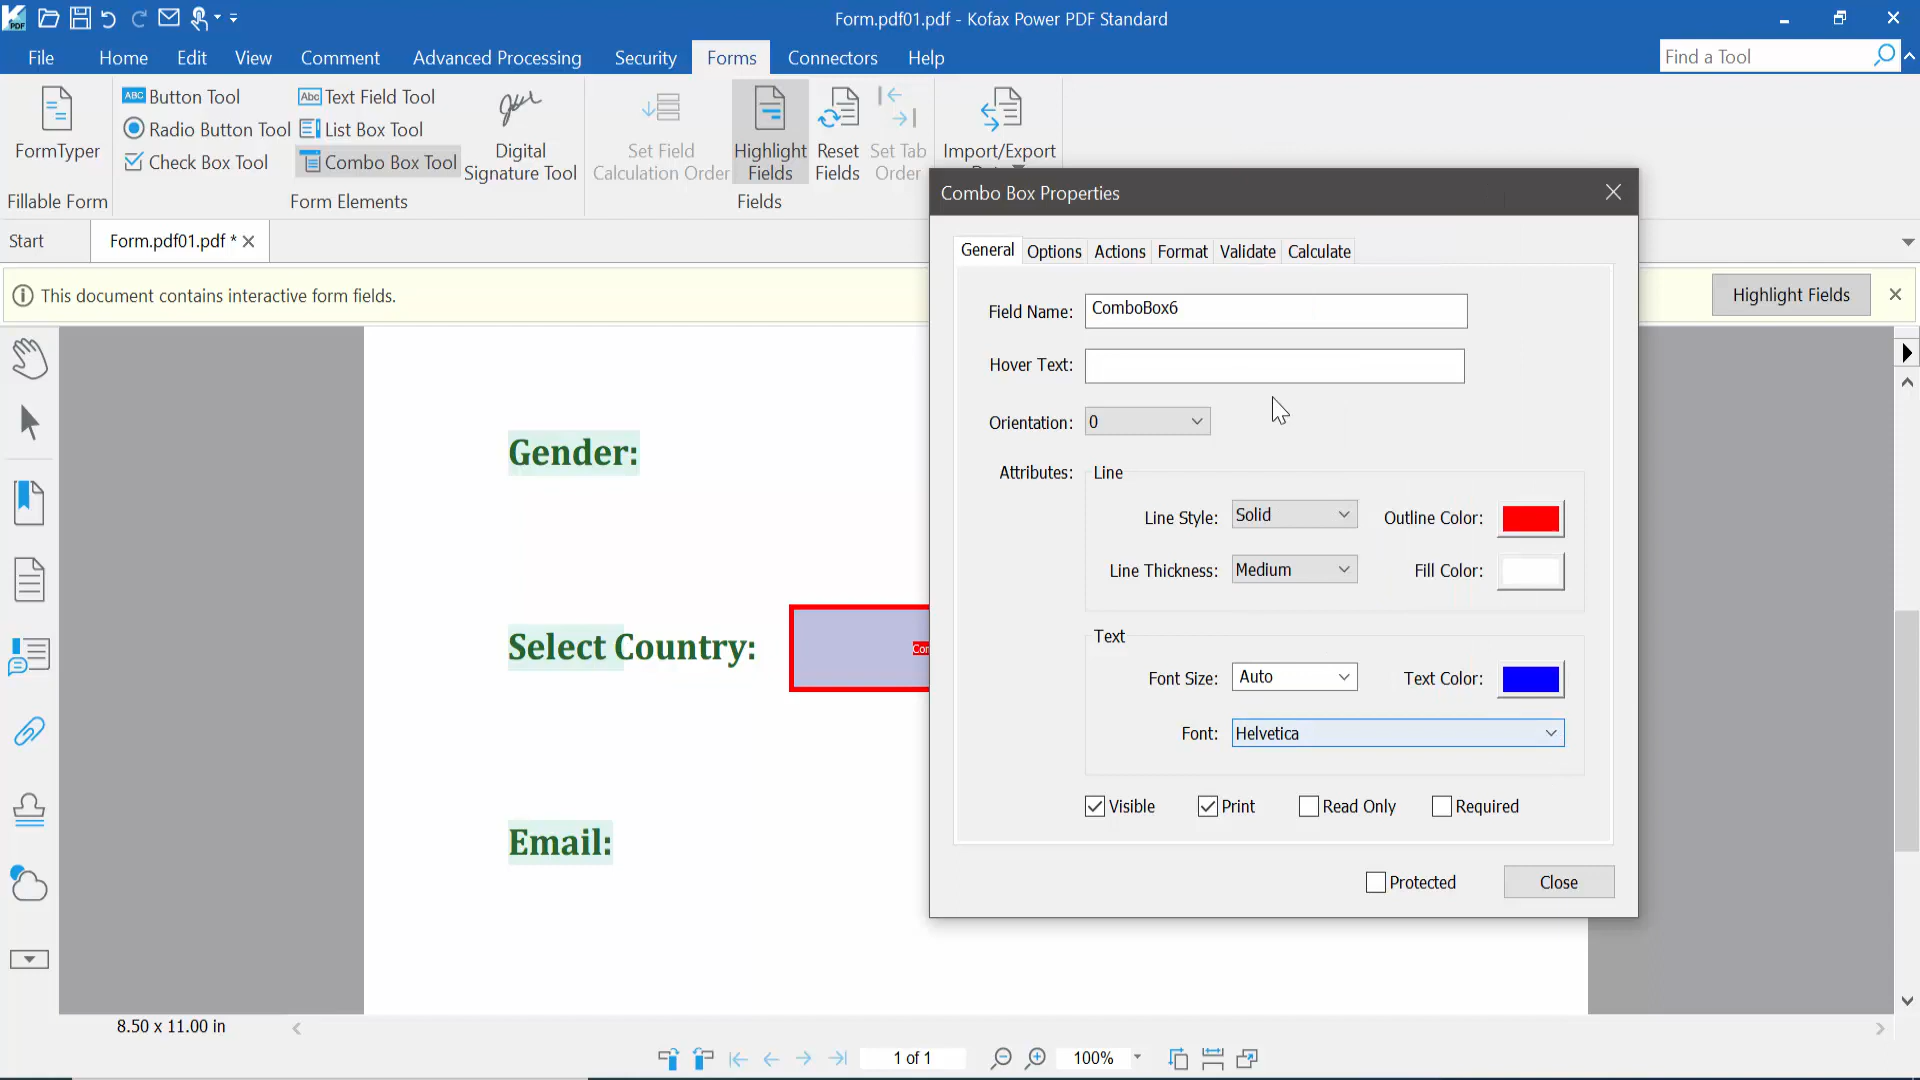 Form.pdf01.pdf - Kofax Power PDF Standard
File Home Edit View Comment Advanced Processing Security Forms Connectors Help Find a Tool
FormTyper
Fillable Form
ABC Button Tool
Radio Button Tool
Check Box Tool
Abc Text Field Tool
List Box Tool
Combo Box Tool
Digital
Signature Tool
Form Elements
Set Field
Calculation Order
Highlight
Fields
Reset
Fields
Set Tab
Order
Fields
Import/Export
Start
Form.pdf01.pdf *
This document contains interactive form fields.
Highlight Fields
Gender:
Select Country:
Email:
Combo Box Properties
General Options Actions Format Validate Calculate
Field Name: ComboBox6
Hover Text:
Orientation: 0
Attributes: Line
Line Style: Solid Outline Color:
Line Thickness: Medium Fill Color:
Text
Font Size: Auto Text Color:
Font: Helvetica
Visible Print Read Only Required
Protected Close
8.50 x 11.00 in
1 of 1
100%